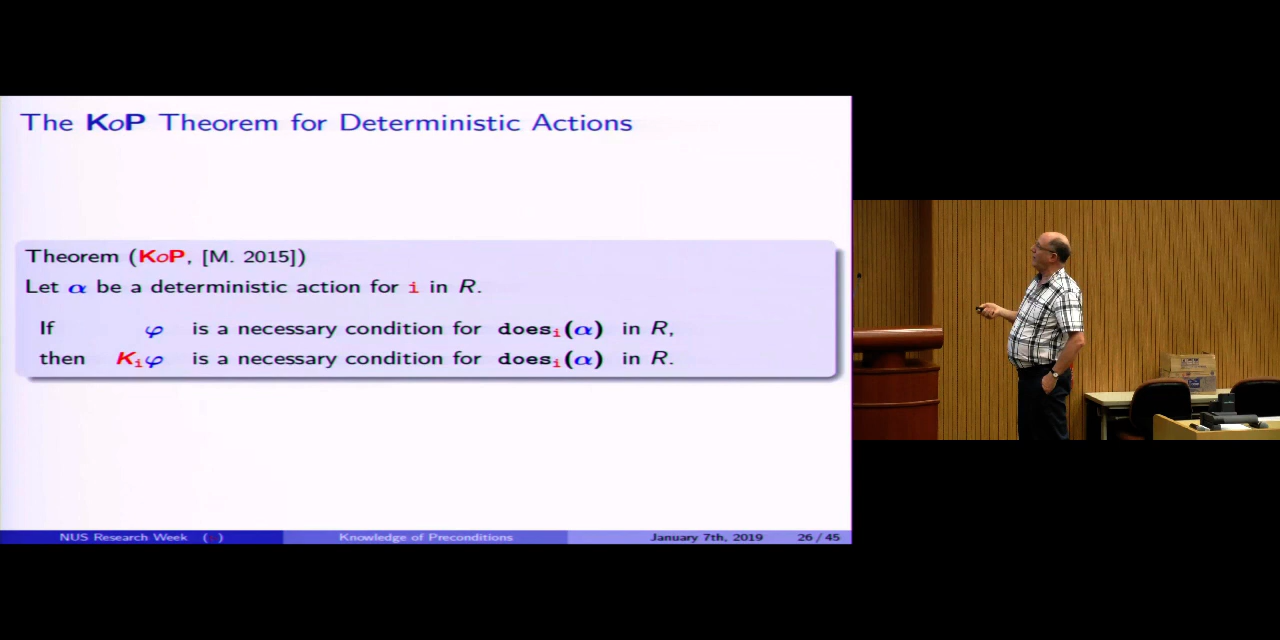 The KoP Theorem for Deterministic Actions
Theorem (KoP, [M. 2015])
Let α be a deterministic action for i in R.
If φ is a necessary condition for doesᵢ(α) in R,
then Kᵢφ is a necessary condition for doesᵢ(α) in R.
NUS Research Week ( ) Knowledge of Preconditions January 7th, 2019 26 / 45